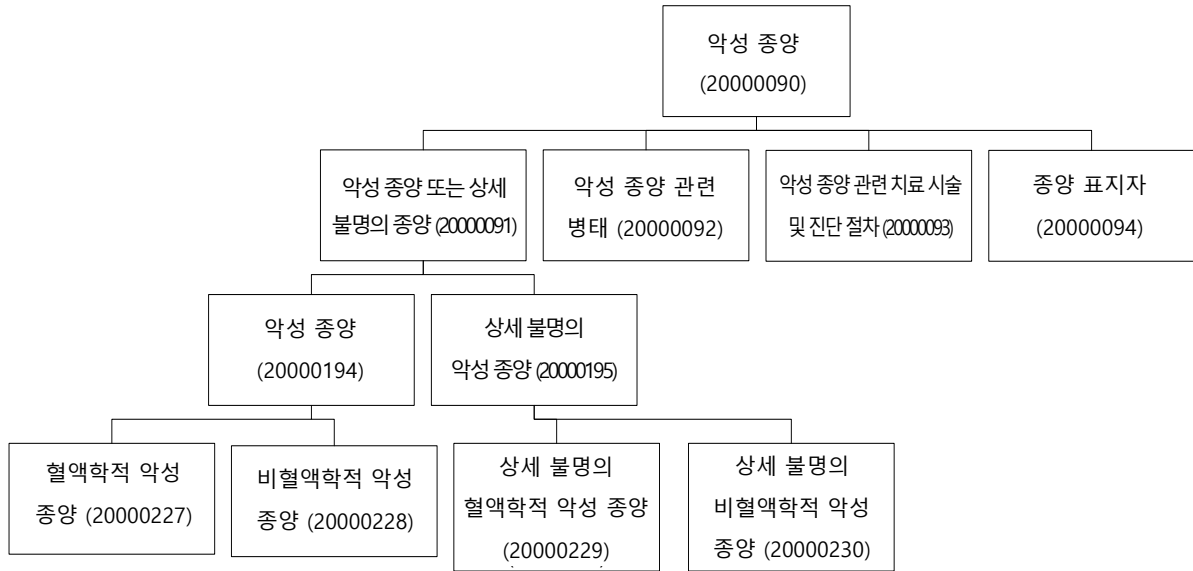 악성 종양
(20000090)
악성 종양 또는 상세
불명의 종양 (20000091)
악성 종양 관련
병태 (20000092)
악성 종양 관련 치료 시술
및 진단 절차 (20000093)
종양 표지자
(20000094)
악성 종양
(20000194)
상세 불명의
악성 종양 (20000195)
혈액학적 악성
종양 (20000227)
비혈액학적 악성
종양 (20000228)
상세 불명의
혈액학적 악성 종양
(20000229)
상세 불명의
비혈액학적 악성
종양 (20000230)